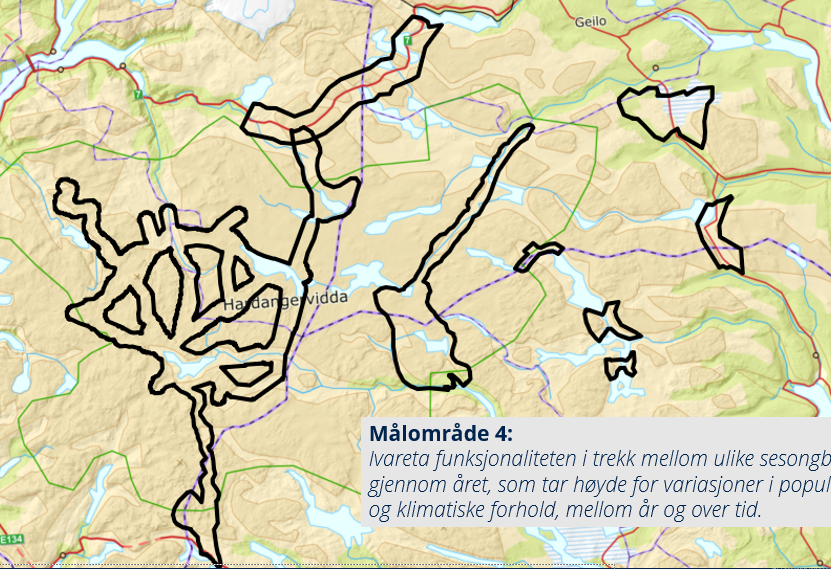 Geilo
7
7
Hardangervidda
Målområde 4:
Ivareta funksjonaliteten i trekk mellom ulike sesongb
gjennom året, som tar høyde for variasjoner i popul
og klimatiske forhold, mellom år og over tid.
E134